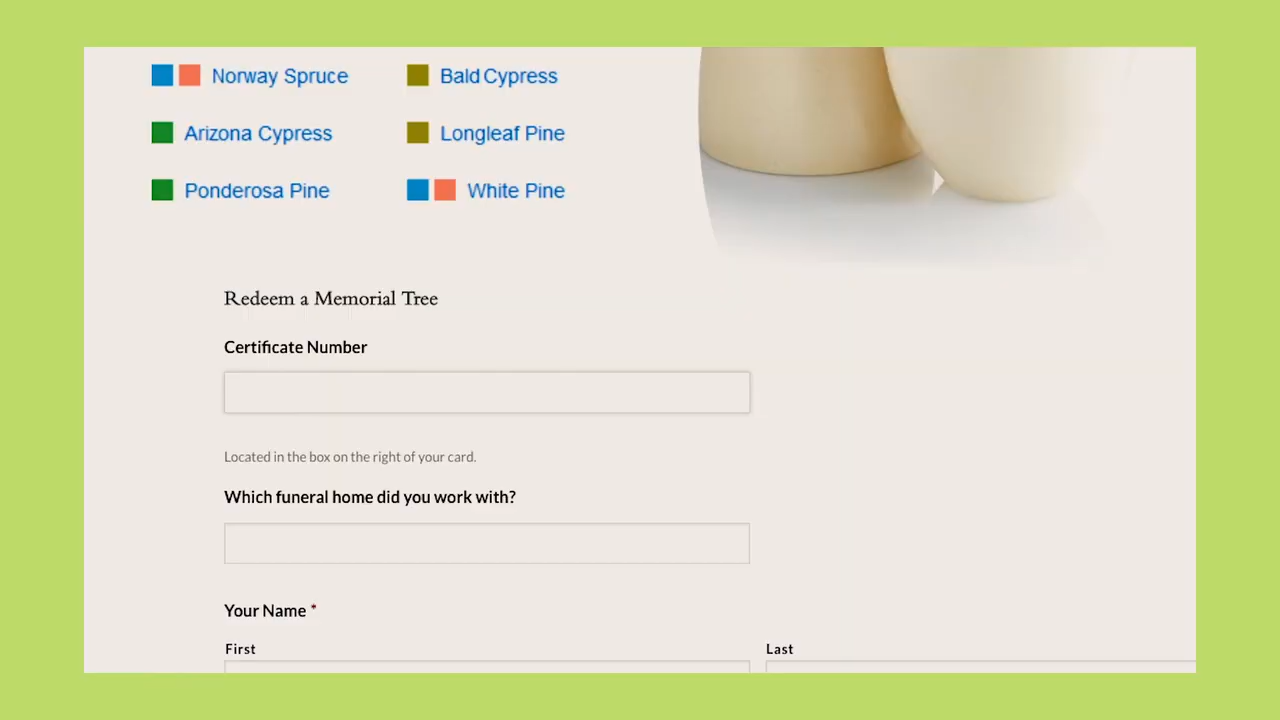 Norway Spruce
Bald Cypress
Arizona Cypress
Longleaf Pine
Ponderosa Pine
White Pine
Redeem a Memorial Tree
Certificate Number
Located in the box on the right of your card.
Which funeral home did you work with?
Your Name *
First
Last